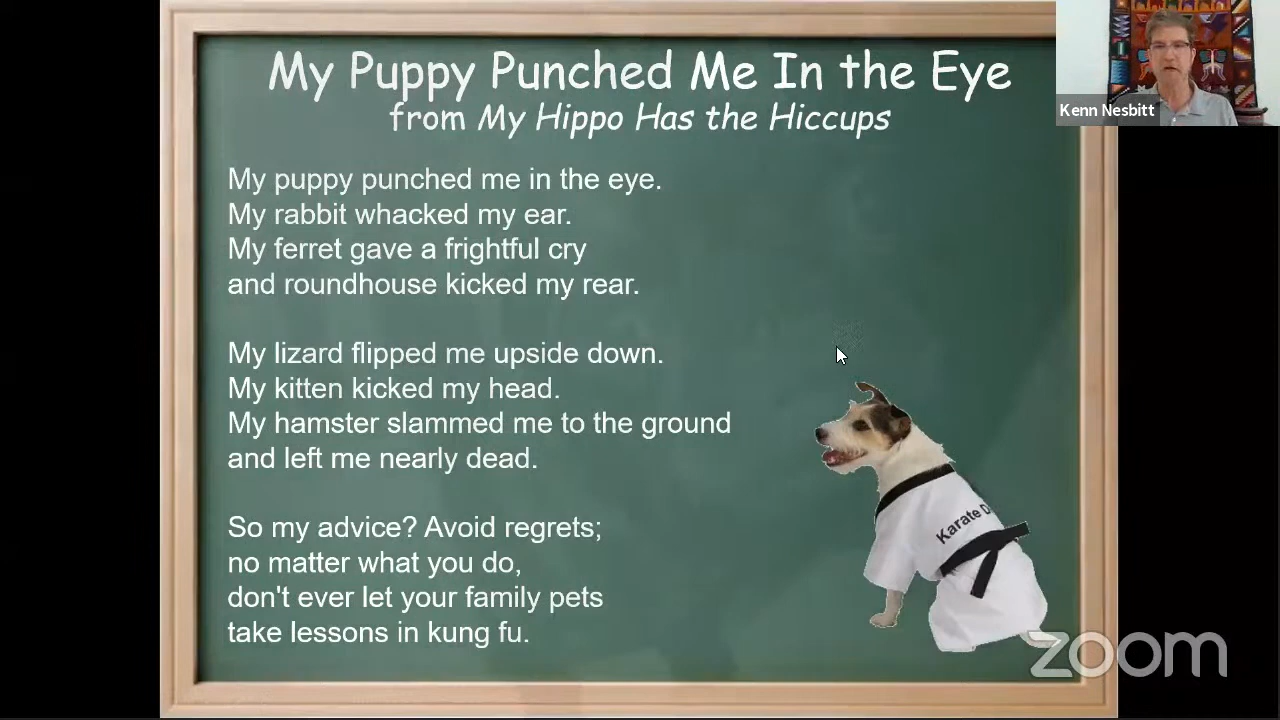 My Puppy Punched Me In the Eye
from My Hippo Has the Hiccups
Kenn Nesbitt
My puppy punched me in the eye.
My rabbit whacked my ear.
My ferret gave a frightful cry
and roundhouse kicked my rear.
My lizard flipped me upside down.
My kitten kicked my head.
My hamster slammed me to the ground
and left me nearly dead.
So my advice? Avoid regrets;
no matter what you do,
don't ever let your family pets
take lessons in kung fu.
Karate D
zoom